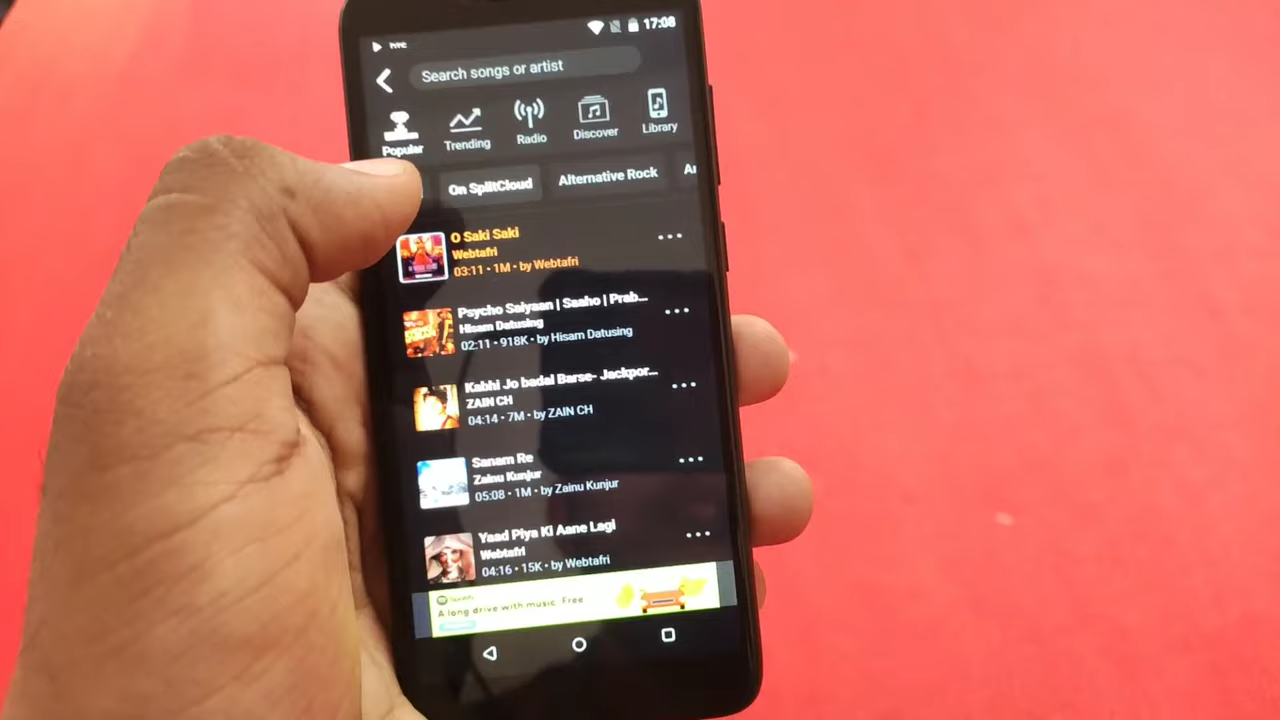 17:08
Search songs or artist
Popular
Trending
Radio
Discover
Library
On SplitCloud
Alternative Rock
O Saki Saki
Webtafri
03:11 • 1M • by Webtafri
Psycho Saiyaan | Saaho | Prab...
Hisam Datusing
02:11 • 918K • by Hisam Datusing
Kabhi Jo badal Barse- Jackpor...
ZAIN CH
04:14 • 7M • by ZAIN CH
Sanam Re
Zainu Kunjur
05:08 • 1M • by Zainu Kunjur
Yaad Piya Ki Aane Lagi
Webtafri
04:16 • 15K • by Webtafri
Spotify
A long drive with music. Free